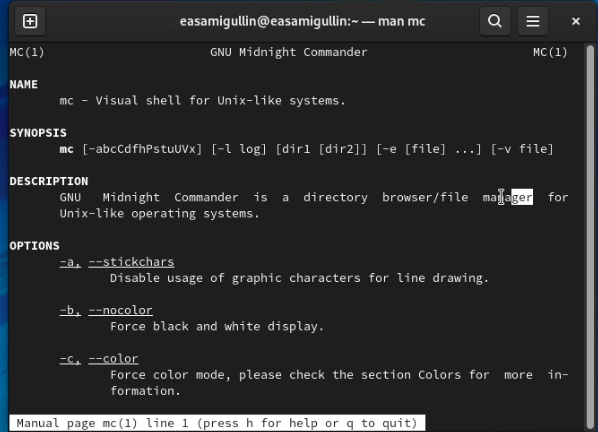 easamigullin@easamigullin:~ — man mc
MC(1) GNU Midnight Commander MC(1)
NAME
mc - Visual shell for Unix-like systems.
SYNOPSIS
mc [-abcCdfhPstuUVx] [-l log] [dir1 [dir2]] [-e [file] ...] [-v file]
DESCRIPTION
GNU Midnight Commander is a directory browser/file manager for
Unix-like operating systems.
OPTIONS
-a, --stickchars
Disable usage of graphic characters for line drawing.
-b, --nocolor
Force black and white display.
-c, --color
Force color mode, please check the section Colors for more in-
formation.
Manual page mc(1) line 1 (press h for help or q to quit)